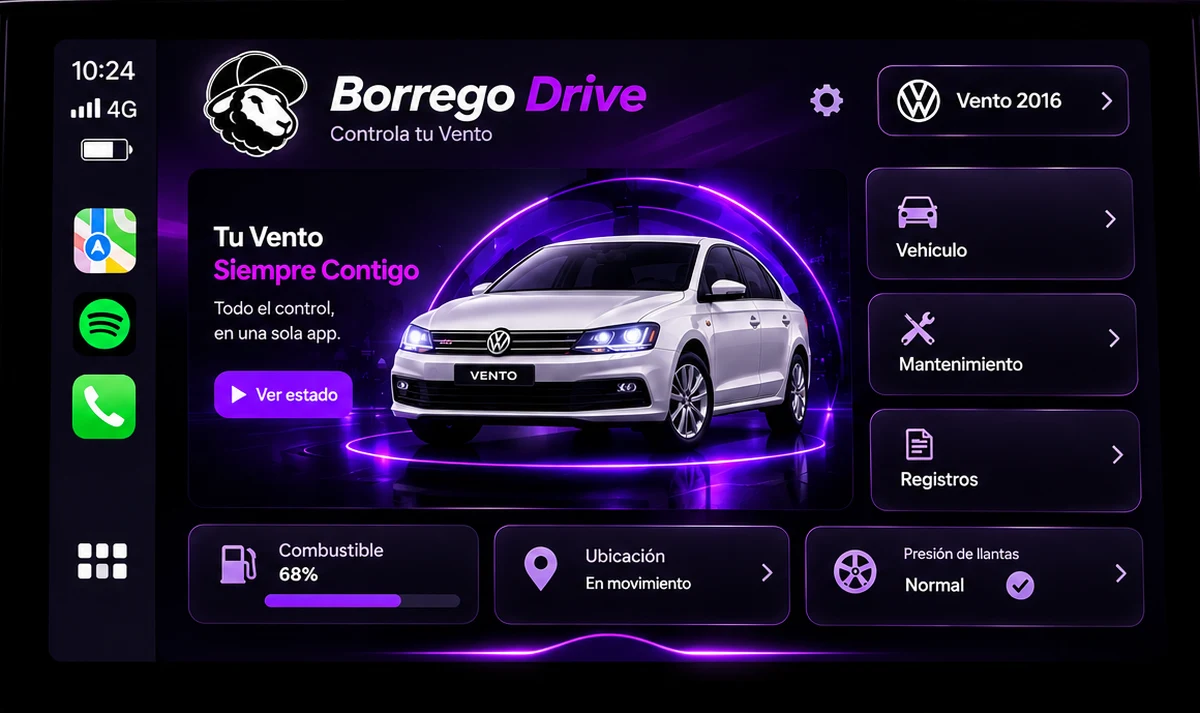 10:24
4G
Borrego Drive
Controla tu Vento
Vento 2016
Tu Vento
Siempre Contigo
Todo el control,
en una sola app.
Ver estado
VENTO
Vehículo
Mantenimiento
Registros
Combustible
68%
Ubicación
En movimiento
Presión de llantas
Normal